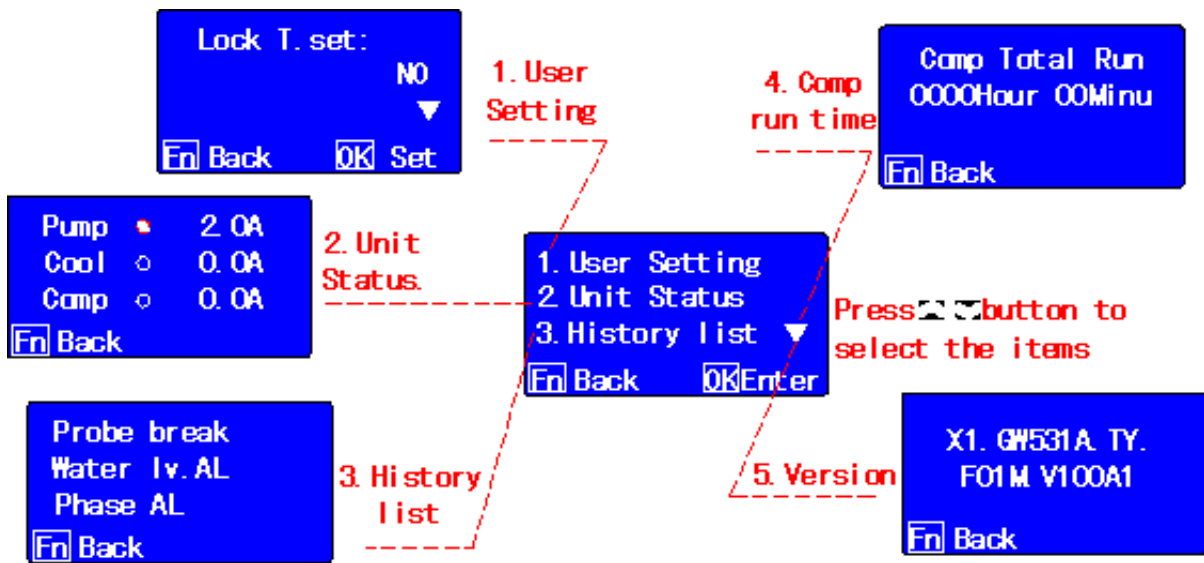 Lock T. set:
NO
▼
Fn Back OK Set
1. User
Setting
4. Comp
run time
Comp Total Run
0000Hour 00Minu
Fn Back
Pump 2.0A
Cool 0.0A
Comp 0.0A
Fn Back
2. Unit
Status.
1. User Setting
2 Unit Status
3. History list ▼
Fn Back OK Enter
Press button to
select the items
Probe break
Water lv. AL
Phase AL
Fn Back
3. History
list
5. Version
X1. GW531A. TY.
F01M. V100A1
Fn Back